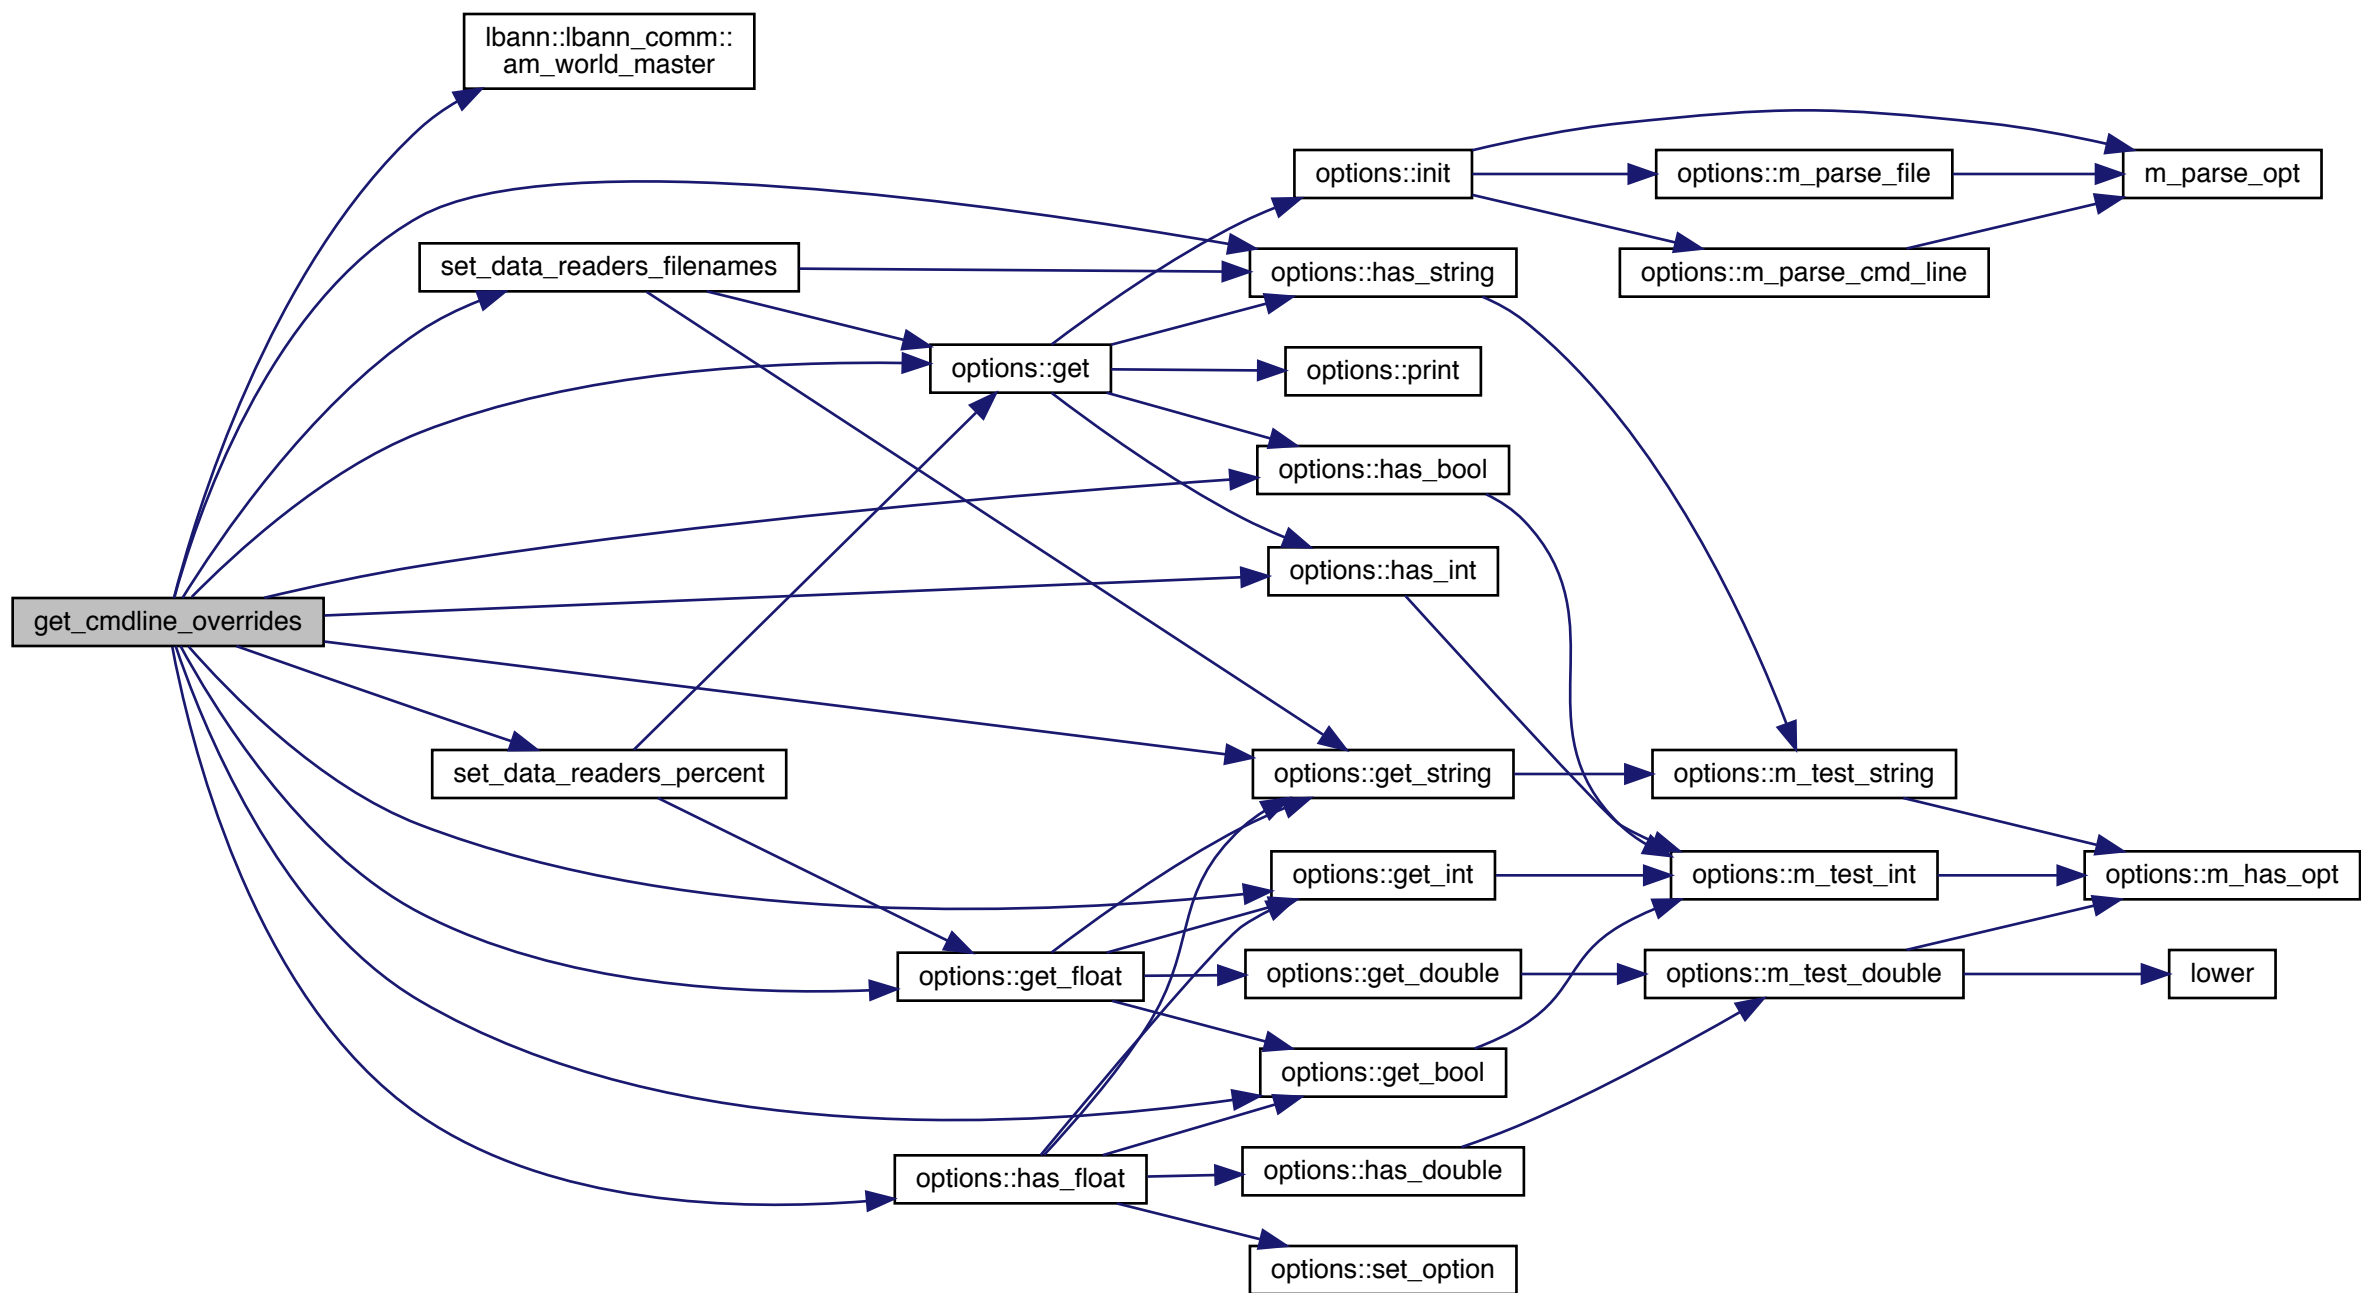 lbann::lbann_comm::
am_world_master
options::init
options::m_parse_file
m_parse_opt
set_data_readers_filenames
options::has_string
options::m_parse_cmd_line
options::get
options::print
options::has_bool
options::has_int
get_cmdline_overrides
set_data_readers_percent
options::get_string
options::m_test_string
options::get_int
options::m_test_int
options::m_has_opt
options::get_float
options::get_double
options::m_test_double
lower
options::get_bool
options::has_float
options::has_double
options::set_option